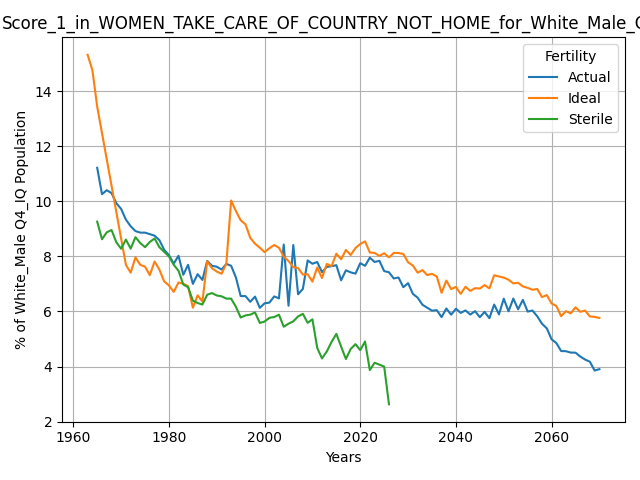 Score_1_in_WOMEN_TAKE_CARE_OF_COUNTRY_NOT_HOME_for_White_Male_
Fertility
Actual
Ideal
Sterile
% of White_Male Q4_IQ Population
14
12
10
8
6
4
2
1960
1980
2000
2020
2040
2060
Years